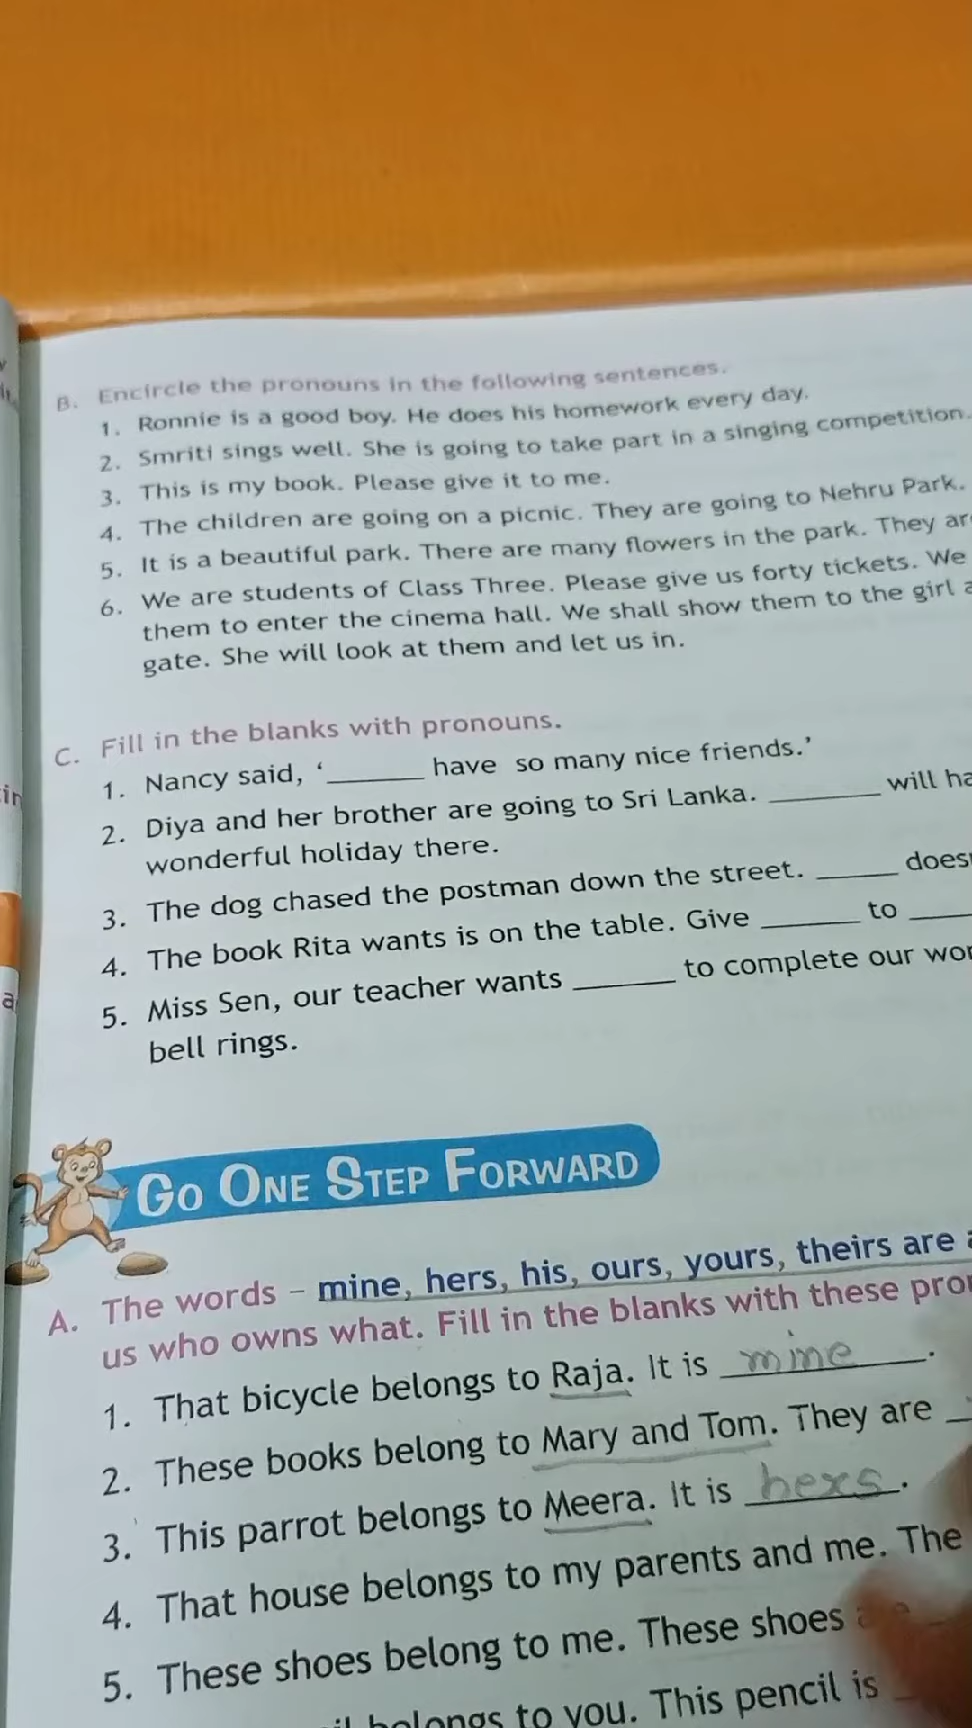 B. Encircle the pronouns in the following sentences.
1. Ronnie is a good boy. He does his homework every day.
2. Smriti sings well. She is going to take part in a singing competition.
3. This is my book. Please give it to me.
4. The children are going on a picnic. They are going to Nehru Park.
5. It is a beautiful park. There are many flowers in the park. They
6. We are students of Class Three. Please give us forty tickets. We
them to enter the cinema hall. We shall show them to the girl
gate. She will look at them and let us in.
C. Fill in the blanks with pronouns.
1. Nancy said, ‘______ have so many nice friends.’
2. Diya and her brother are going to Sri Lanka. ______ will
wonderful holiday there.
3. The dog chased the postman down the street. ______
4. The book Rita wants is on the table. Give ______ to ____
5. Miss Sen, our teacher wants ______ to complete our
bell rings.
GO ONE STEP FORWARD
A. The words – mine, hers, his, ours, yours, theirs are
us who owns what. Fill in the blanks with these
1. That bicycle belongs to Raja. It is mine.
2. These books belong to Mary and Tom. They are
3. This parrot belongs to Meera. It is hers.
4. That house belongs to my parents and me. The
5. These shoes belong to me. These shoes
belongs to you. This pencil is